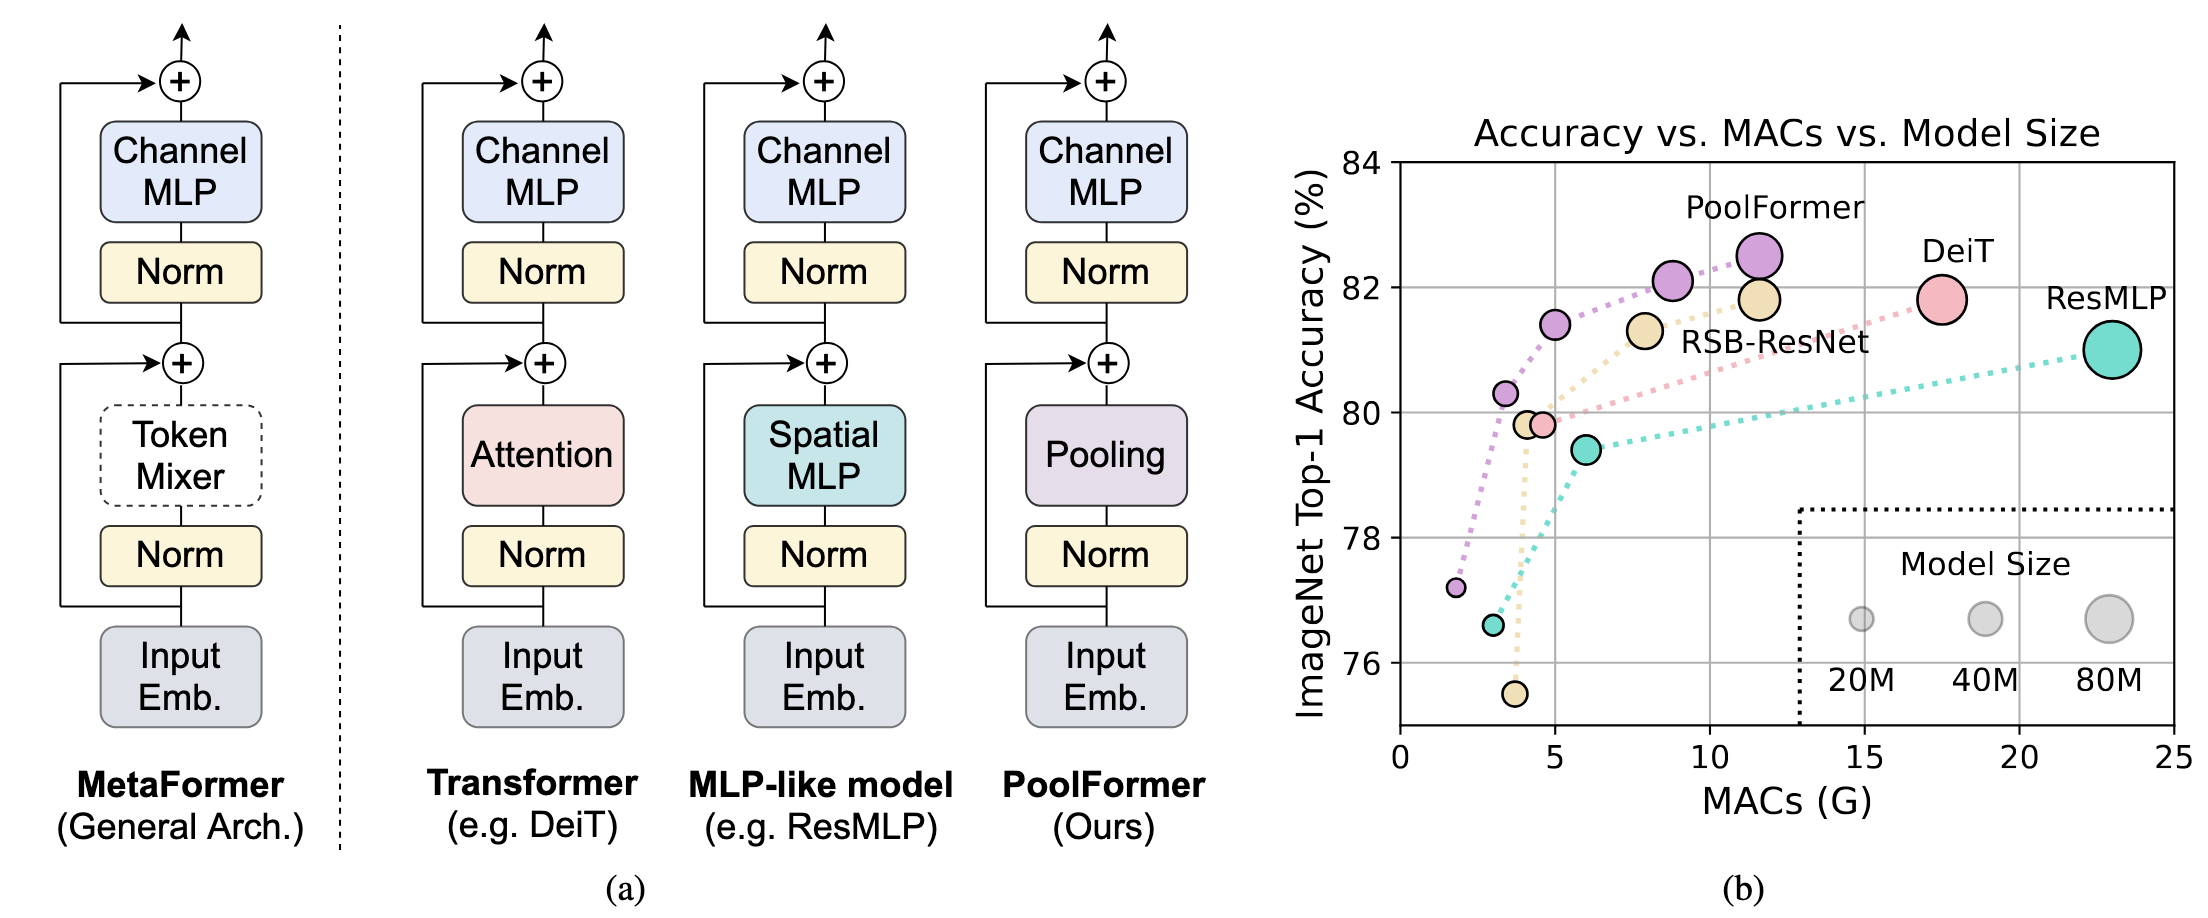 +
Channel
MLP
Norm
+
Token
Mixer
Norm
Input
Emb.
MetaFormer
(General Arch.)
+
Channel
MLP
Norm
+
Attention
Norm
Input
Emb.
Transformer
(e.g. DeiT)
+
Channel
MLP
Norm
+
Spatial
MLP
Norm
Input
Emb.
MLP-like model
(e.g. ResMLP)
+
Channel
MLP
Norm
+
Pooling
Norm
Input
Emb.
PoolFormer
(Ours)
(a)
Accuracy vs. MACs vs. Model Size
ImageNet Top-1 Accuracy (%)
84
82
80
78
76
PoolFormer
DeiT
ResMLP
RSB-ResNet
Model Size
20M 40M 80M
0 5 10 15 20 25
MACs (G)
(b)